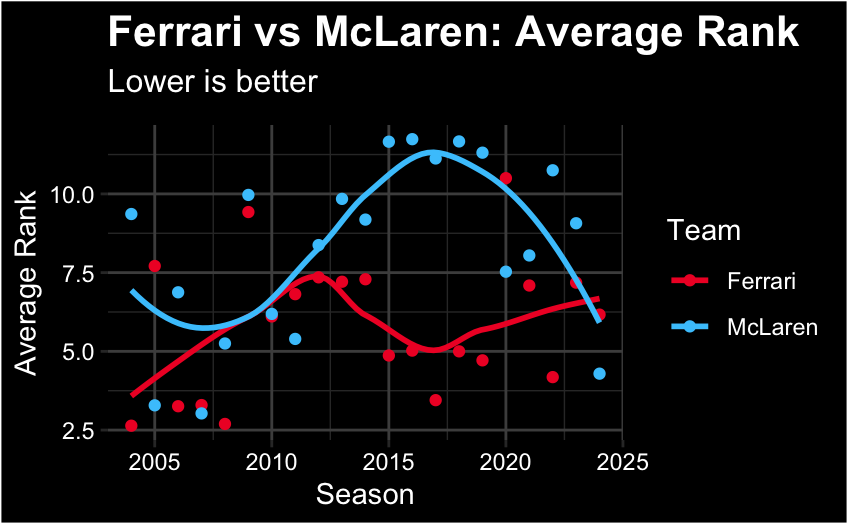 Ferrari vs McLaren: Average Rank
Lower is better
10.0
7.5
5.0
2.5
Average Rank
2005 2010 2015 2020 2025
Season
Team
Ferrari
McLaren